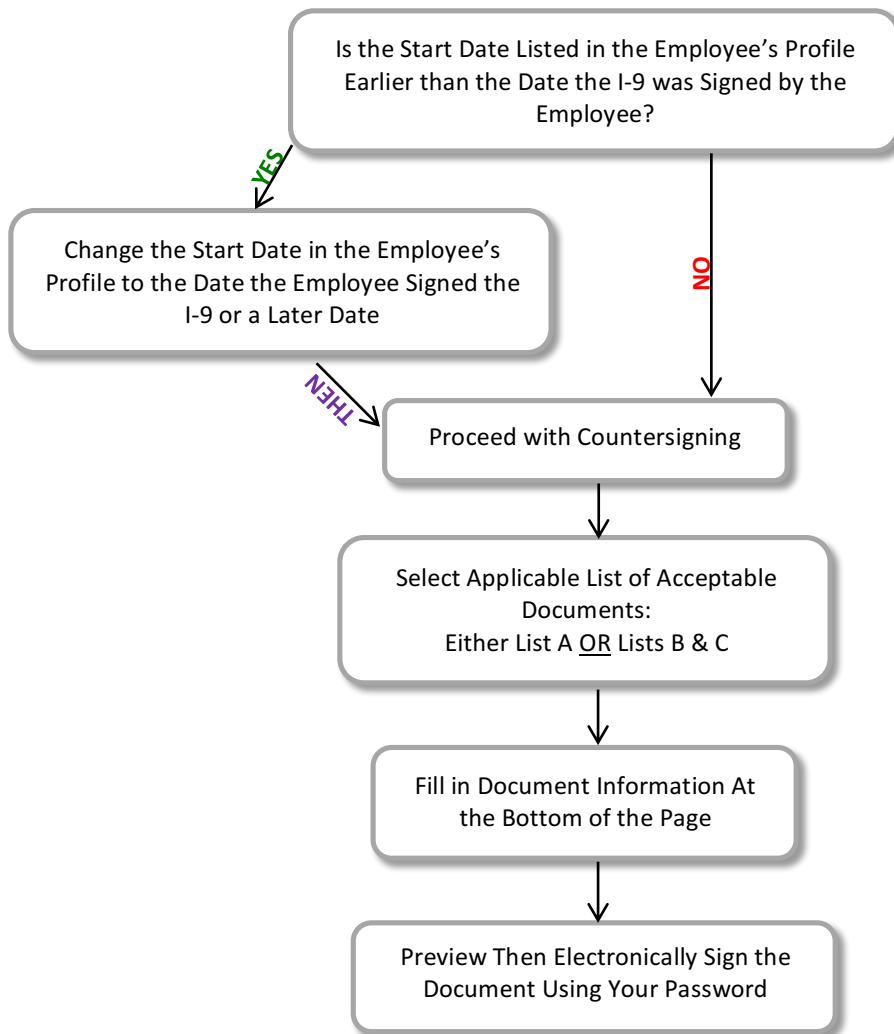 Is the Start Date Listed in the Employee’s Profile
Earlier than the Date the I-9 was Signed by the
Employee?
YES
Change the Start Date in the Employee’s
Profile to the Date the Employee Signed the
I-9 or a Later Date
NO
THEN
Proceed with Countersigning
Select Applicable List of Acceptable
Documents:
Either List A OR Lists B & C
Fill in Document Information At
the Bottom of the Page
Preview Then Electronically Sign the
Document Using Your Password